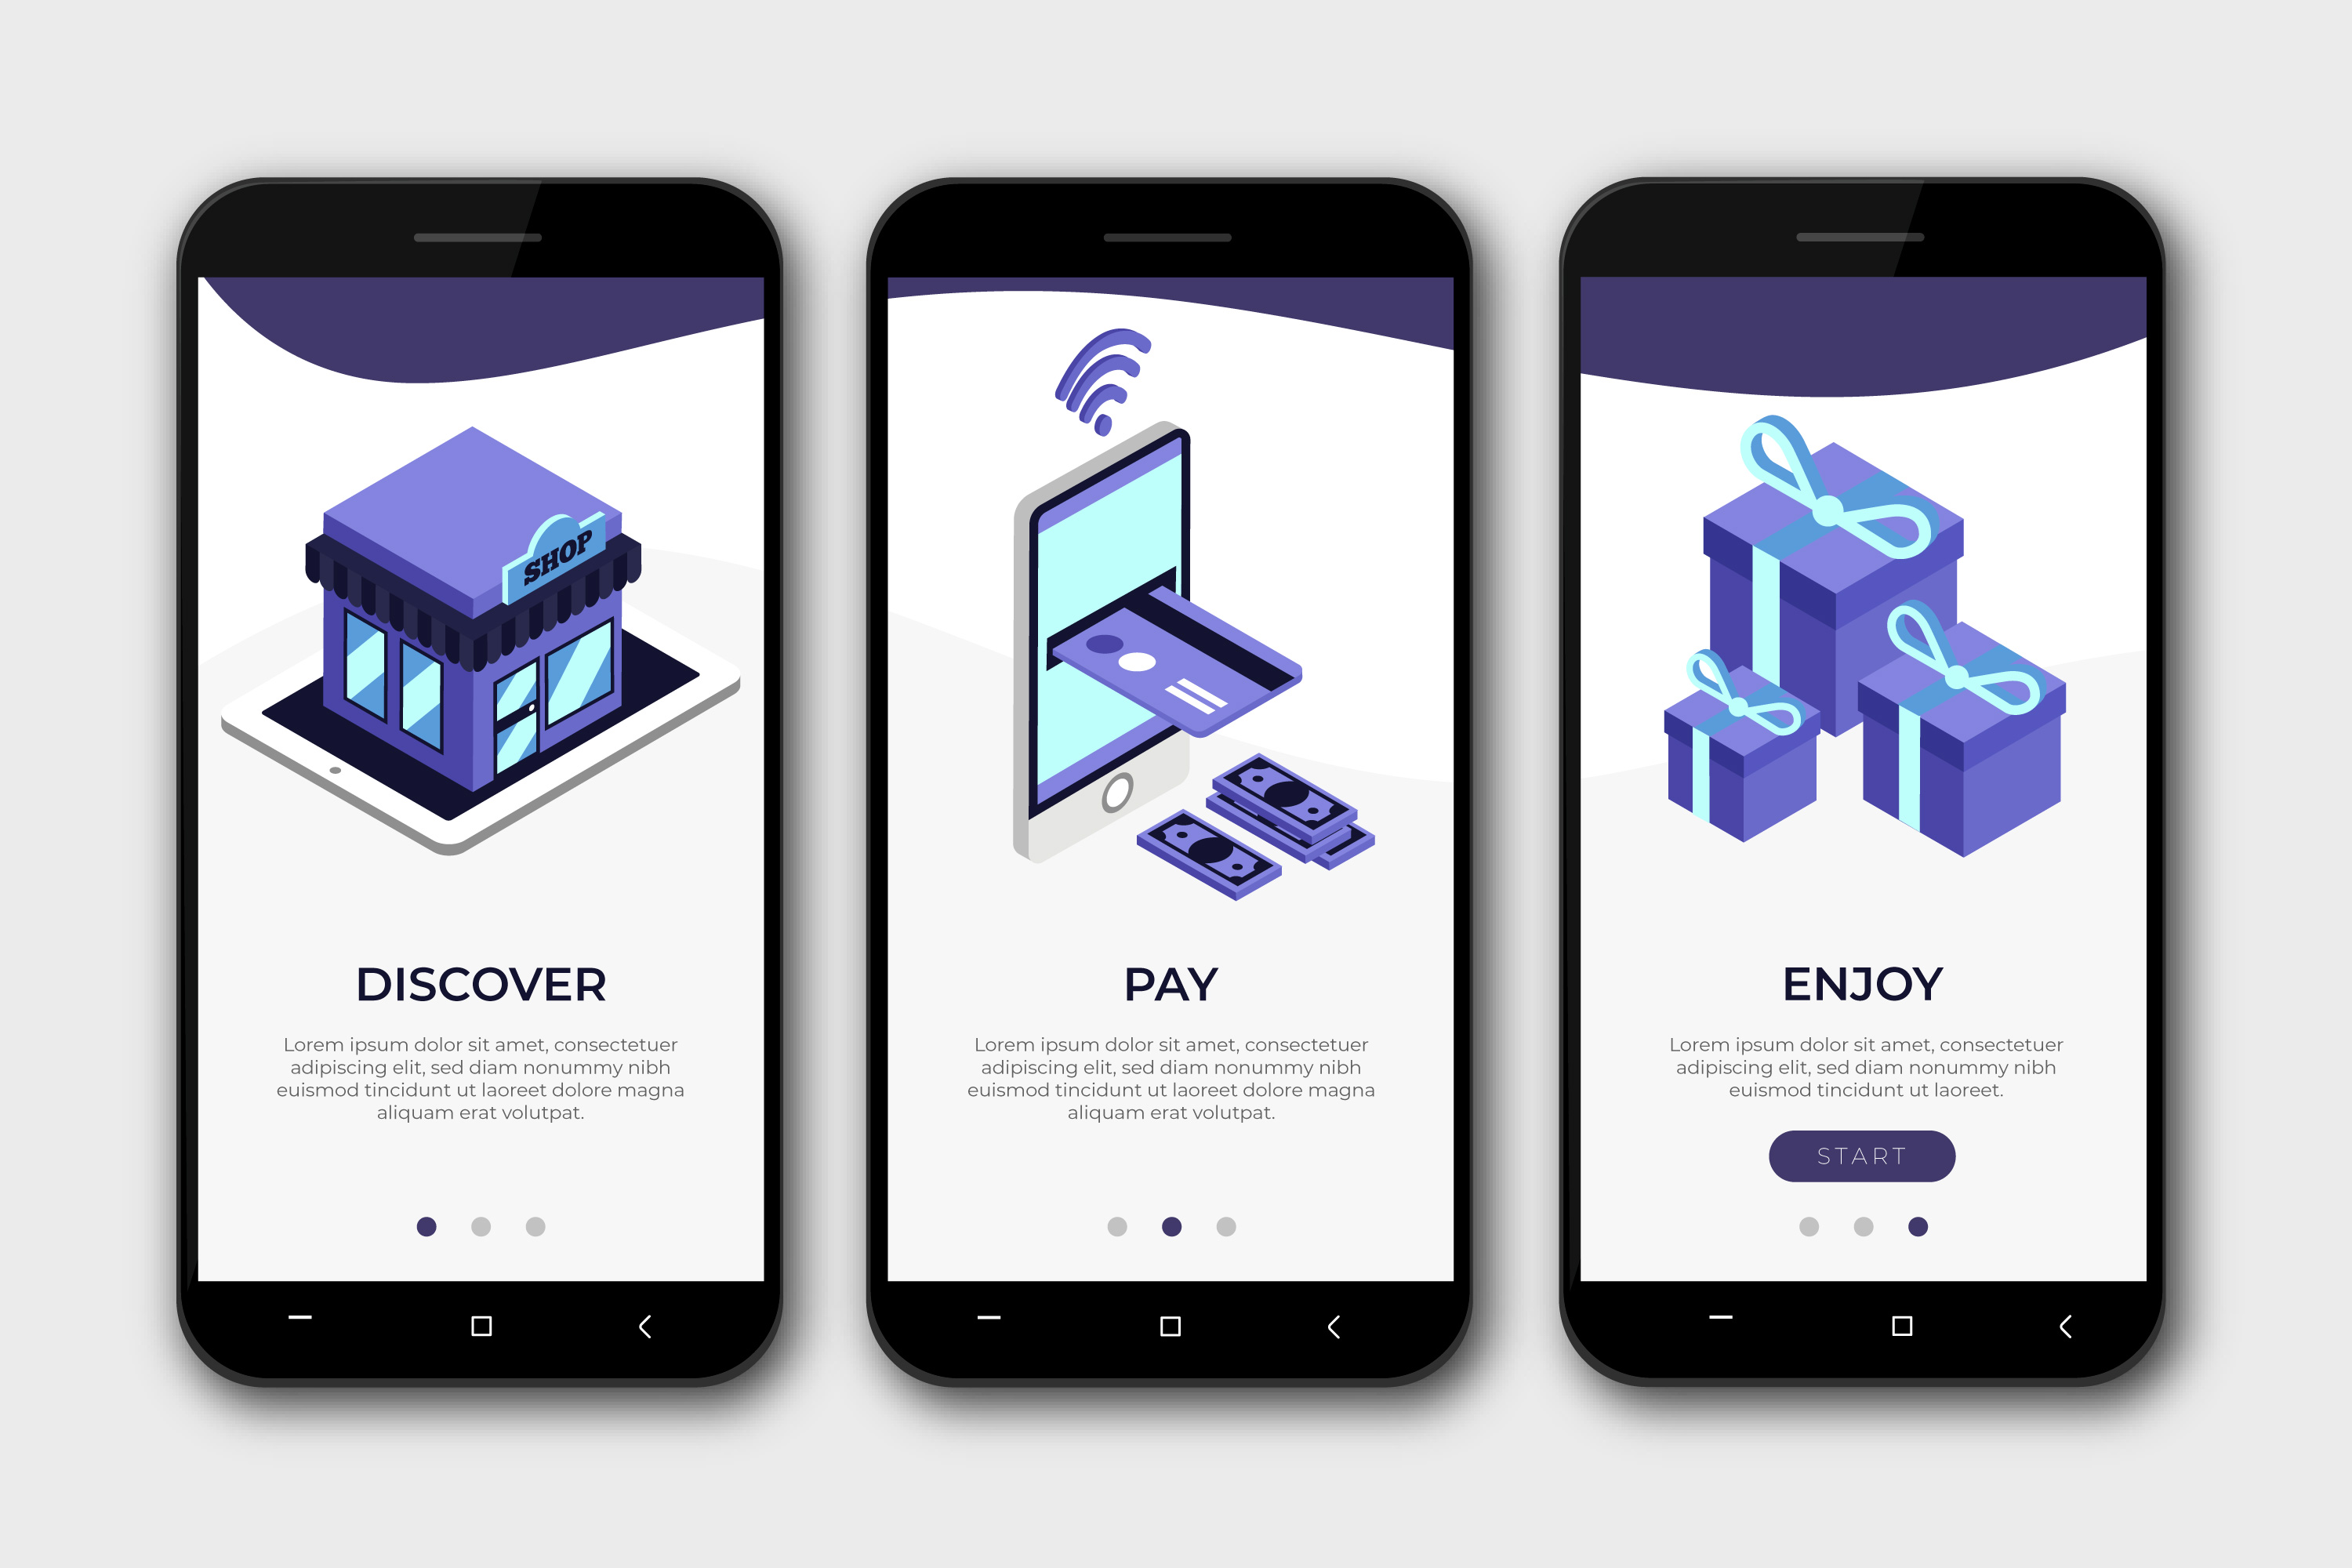 SHOP
DISCOVER
Lorem ipsum dolor sit amet, consectetuer
adipiscing elit, sed diam nonummy nibh
euismod tincidunt ut laoreet dolore magna
aliquam erat volutpat.
PAY
Lorem ipsum dolor sit amet, consectetuer
adipiscing elit, sed diam nonummy nibh
euismod tincidunt ut laoreet dolore magna
aliquam erat volutpat.
ENJOY
Lorem ipsum dolor sit amet, consectetuer
adipiscing elit, sed diam nonummy nibh
euismod tincidunt ut laoreet.
START